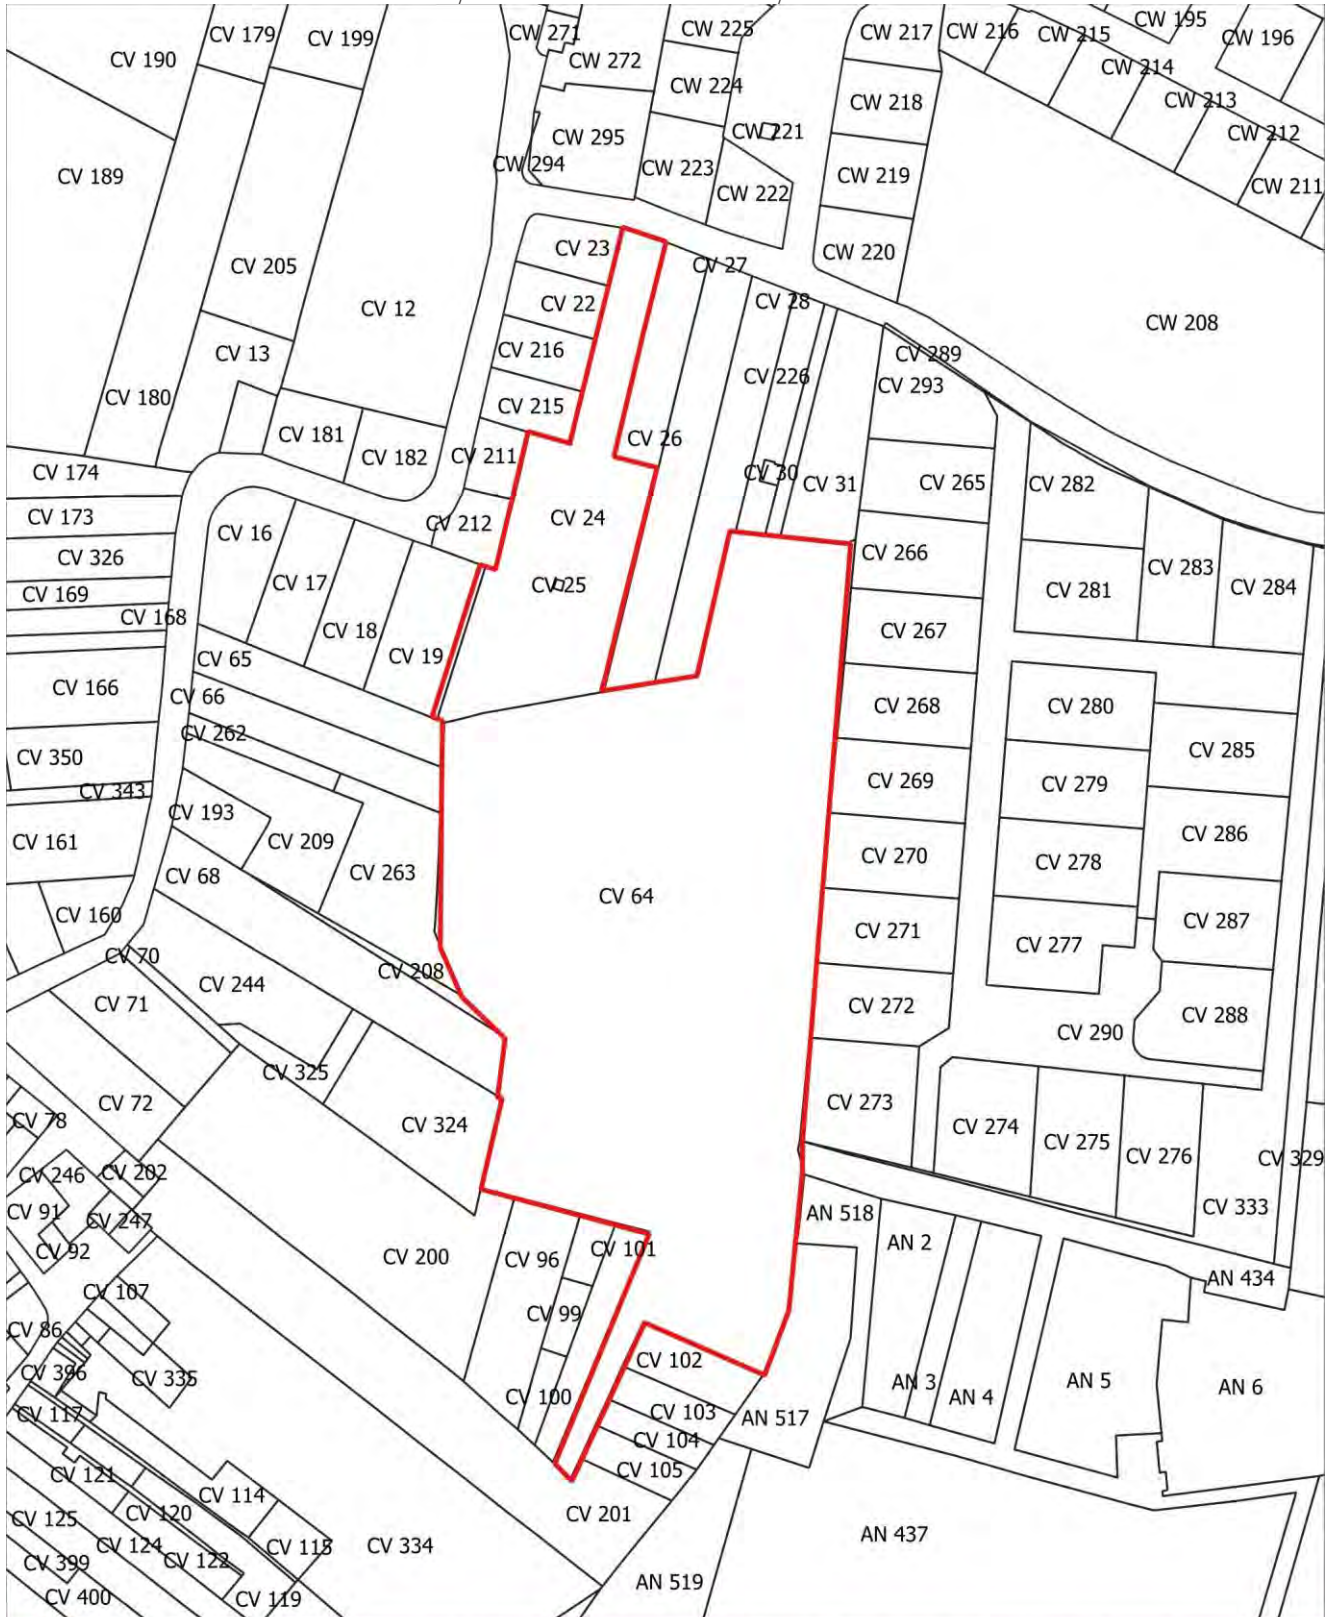 CW 195
CV 179
CV 199
CW 271
CW 225
CW 217
CW 216
CW 215
CW 196
CV 190
CW 272
CW 214
CW 224
CW 218
CW 213
CW 295
CW 221
CW 212
CW 294
CW 223
CW 219
CV 189
CW 222
CW 211
CV 23
CW 220
CV 205
CV 27
CV 12
CV 22
CV 28
CW 208
CV 13
CV 216
CV 289
CV 226
CV 293
CV 180
CV 215
CV 181
CV 26
CV 182
CV 211
CV 174
CV 30
CV 31
CV 265
CV 282
CV 173
CV 24
CV 212
CV 16
CV 326
CV 266
CV 283
CV 17
CV 25
CV 281
CV 284
CV 169
CV 168
CV 18
CV 267
CV 65
CV 19
CV 166
CV 66
CV 268
CV 280
CV 262
CV 350
CV 285
CV 343
CV 269
CV 279
CV 193
CV 209
CV 286
CV 161
CV 270
CV 278
CV 68
CV 263
CV 64
CV 160
CV 271
CV 277
CV 287
CV 70
CV 208
CV 244
CV 71
CV 272
CV 288
CV 290
CV 325
CV 72
CV 273
CV 78
CV 324
CV 274
CV 275
CV 276
CV 329
CV 246
CV 202
CV 91
CV 247
AN 518
CV 333
AN 2
CV 92
CV 200
CV 96
CV 101
AN 434
CV 107
CV 99
CV 86
CV 396
CV 335
CV 102
AN 3
AN 4
AN 5
AN 6
CV 100
CV 117
CV 103
AN 517
CV 104
CV 121
CV 105
CV 114
CV 120
CV 201
CV 125
CV 124
CV 115
CV 334
AN 437
CV 399
CV 122
AN 519
CV 400
CV 119